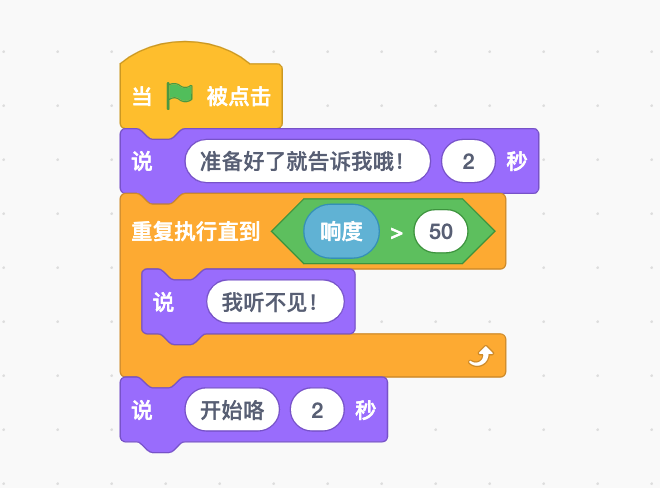 当 被点击
说 准备好了就告诉我哦！ 2 秒
重复执行直到 响度 > 50
说 我听不见！
说 开始咯 2 秒